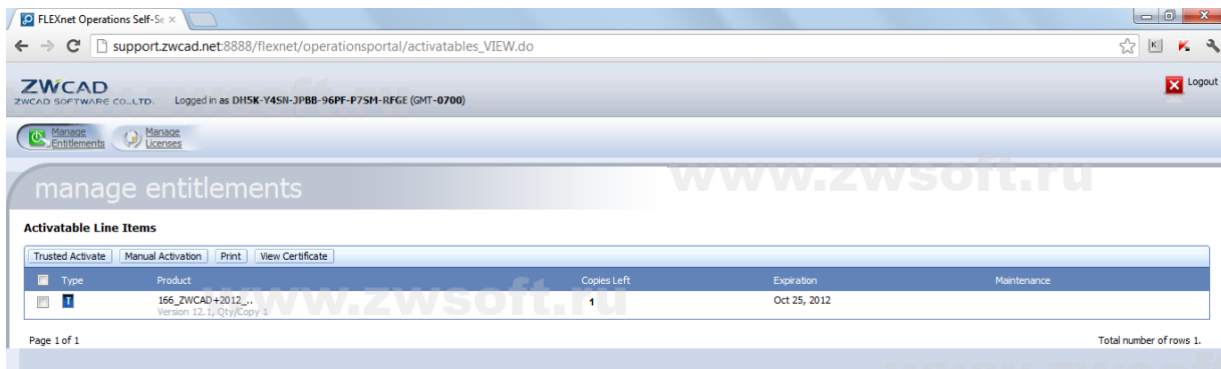 FLEXnet Operations Self-Se
support.zwcad.net:8888/flexnet/operationsportal/activatables_VIEW.do
ZWCAD
ZWCAD SOFTWARE CO.,LTD. Logged in as DH5K-Y4SN-JPBB-96PF-P7SM-RFGE (GMT-0700)
Logout
Manage Entitlements
Manage Licenses
www.zwsoft.ru
manage entitlements
Activatable Line Items
Trusted Activate Manual Activation Print View Certificate
Type Product Copies Left Expiration Maintenance
T 166_ZWCAD+2012_.. 1 Oct 25, 2012
Version 12.1, Qty/Copy 1
www.zwsoft.ru
Page 1 of 1 Total number of rows 1.